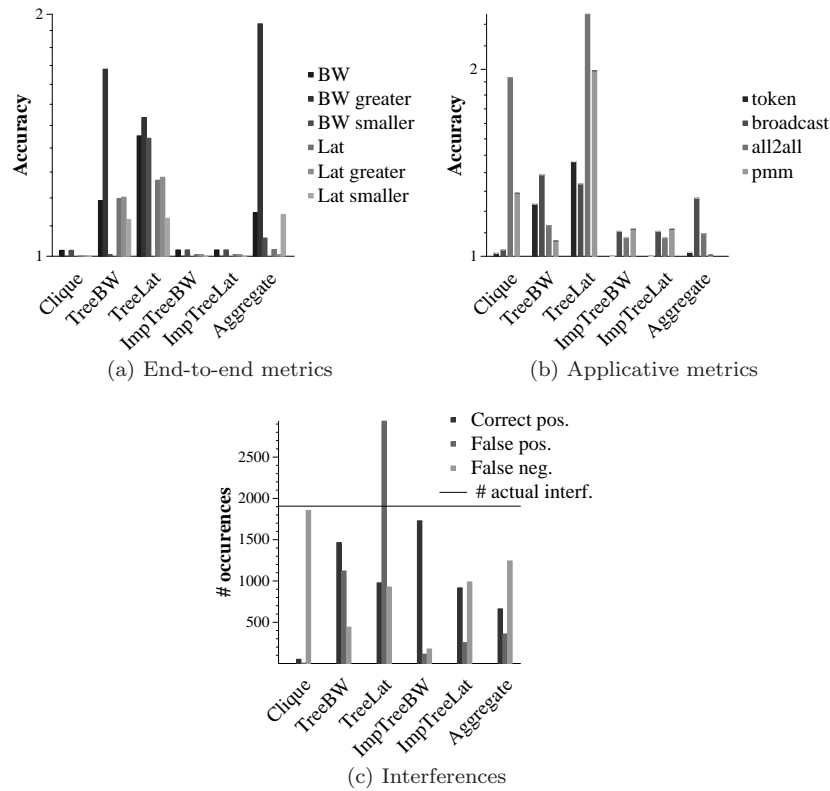 2
1
Accuracy
BW
BW greater
BW smaller
Lat
Lat greater
Lat smaller
Clique
TreeBW
TreeLat
ImpTreeBW
ImpTreeLat
Aggregate
(a) End-to-end metrics
2
1
Accuracy
token
broadcast
all2all
pmm
Clique
TreeBW
TreeLat
ImpTreeBW
ImpTreeLat
Aggregate
(b) Applicative metrics
2500
2000
1500
1000
500
# occurences
Correct pos.
False pos.
False neg.
# actual interf.
Clique
TreeBW
TreeLat
ImpTreeBW
ImpTreeLat
Aggregate
(c) Interferences